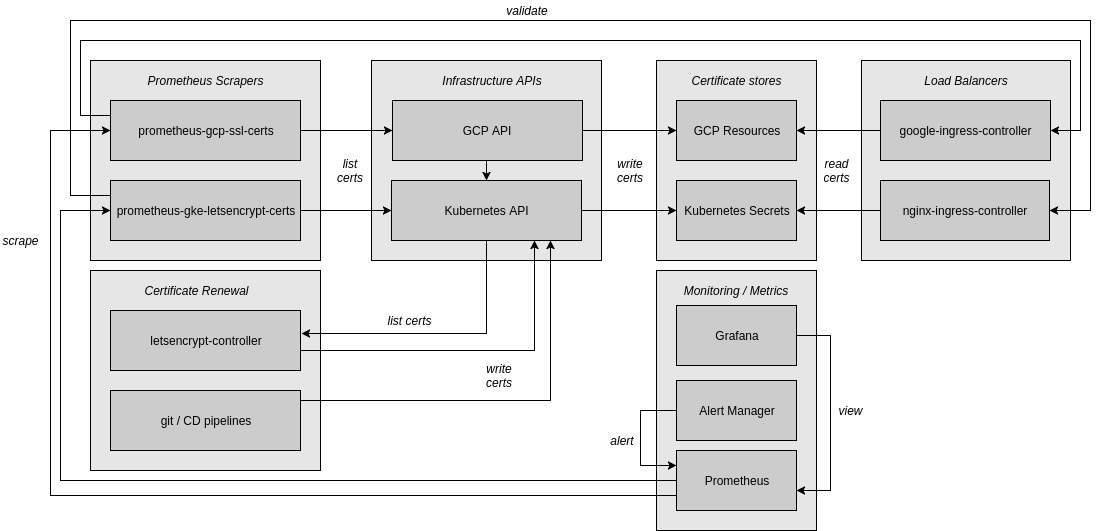 validate
Prometheus Scrapers
Infrastructure APIs
Certificate stores
Load Balancers
prometheus-gcp-ssl-certs
GCP API
GCP Resources
google-ingress-controller
list
certs
write
certs
read
certs
prometheus-gke-letsencrypt-certs
Kubernetes API
Kubernetes Secrets
nginx-ingress-controller
scrape
Certificate Renewal
Monitoring / Metrics
letsencrypt-controller
list certs
Grafana
write
certs
git / CD pipelines
Alert Manager
view
alert
Prometheus